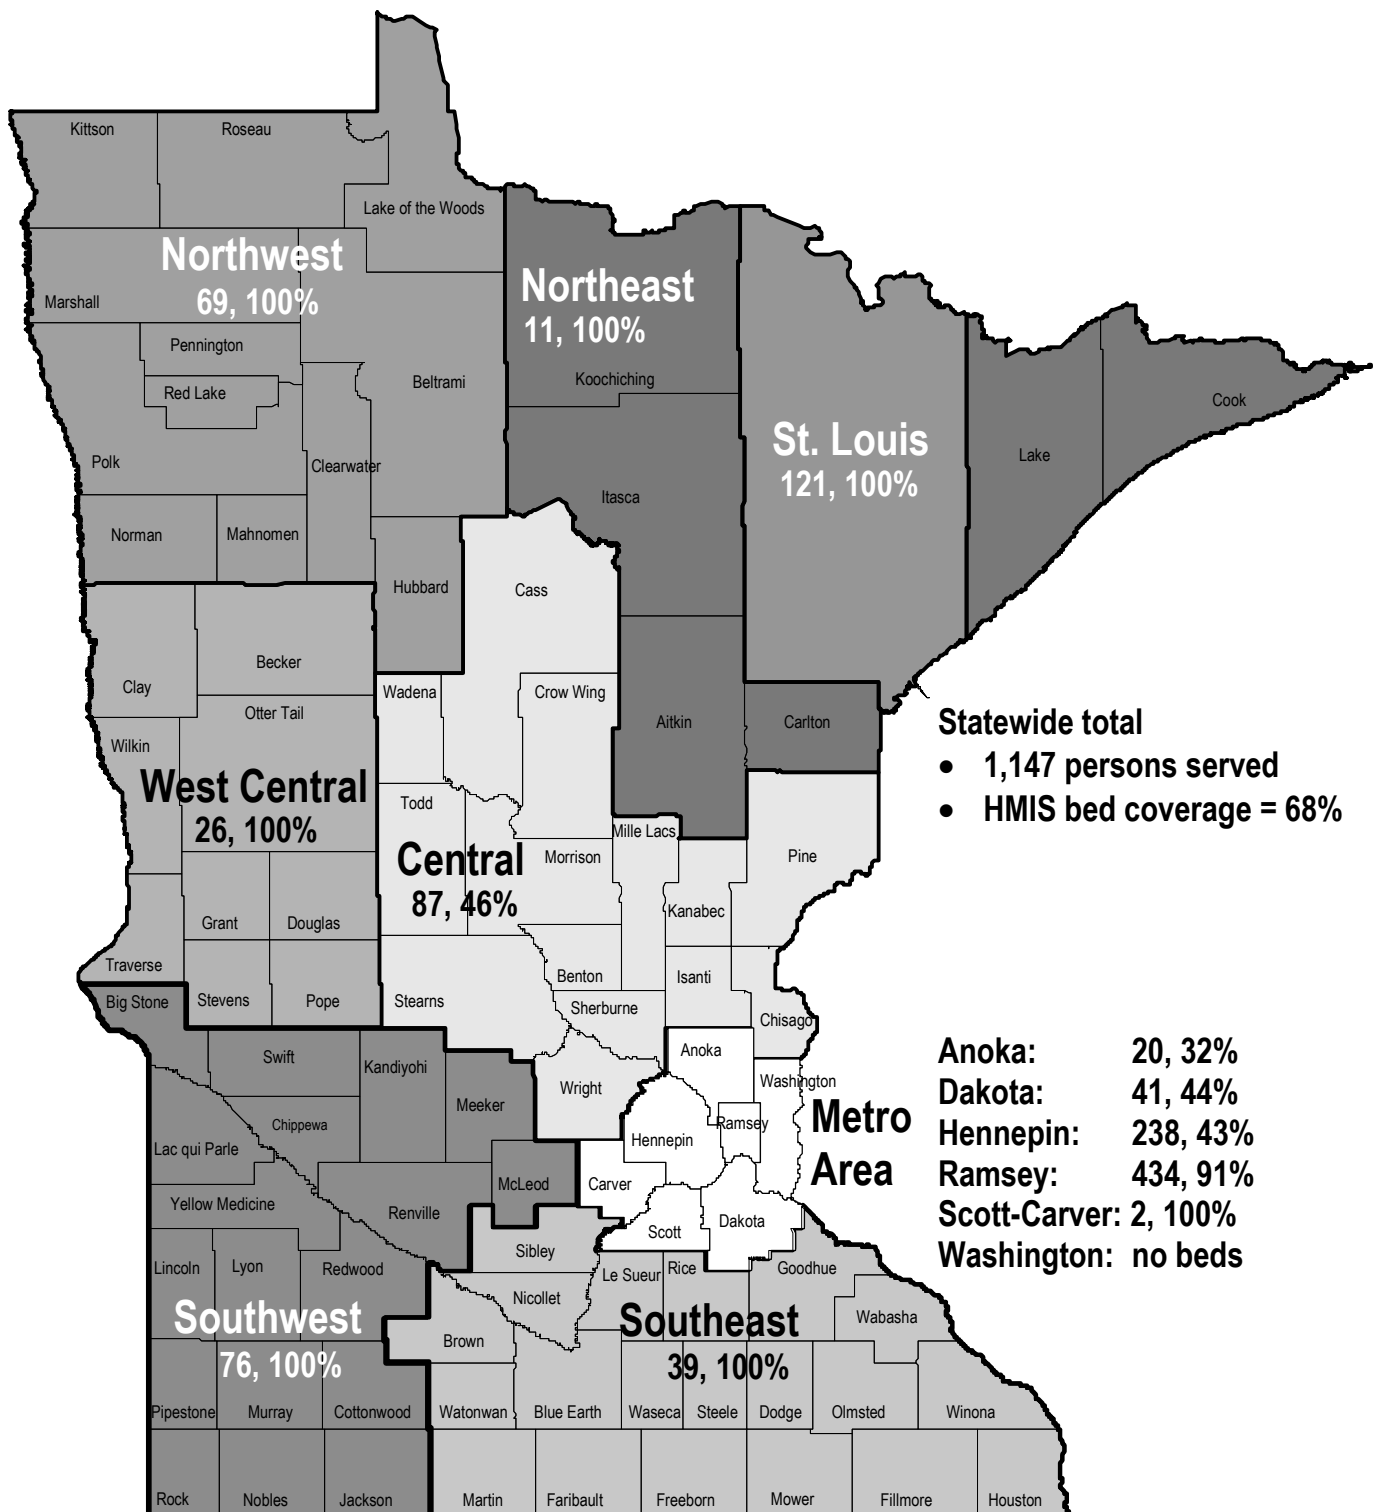 Kittson
Roseau
Lake of the Woods
Northwest
69, 100%
Marshall
Pennington
Red Lake
Beltrami
Polk
Clearwater
Norman
Mahnomen
Hubbard
Northeast
11, 100%
Koochiching
Itasca
St. Louis
121, 100%
Lake
Cook
Cass
Becker
Clay
Wadena
Crow Wing
Otter Tail
Aitkin
Carlton
Wilkin
West Central
26, 100%
Statewide total
• 1,147 persons served
• HMIS bed coverage = 68%
Todd
Mille Lacs
Central
87, 46%
Morrison
Pine
Kanabec
Grant
Douglas
Traverse
Benton
Isanti
Big Stone
Stevens
Pope
Stearns
Sherburne
Chisago
Swift
Kandiyohi
Anoka
Washington
Wright
Meeker
Chippewa
Ramsey
Hennepin
Metro
Area
Lac qui Parle
McLeod
Carver
Yellow Medicine
Renville
Scott
Dakota
Anoka: 20, 32%
Dakota: 41, 44%
Hennepin: 238, 43%
Ramsey: 434, 91%
Scott-Carver: 2, 100%
Washington: no beds
Sibley
Lincoln
Lyon
Redwood
Le Sueur
Rice
Goodhue
Nicollet
Southwest
76, 100%
Southeast
39, 100%
Wabasha
Brown
Pipestone
Murray
Cottonwood
Watonwan
Blue Earth
Waseca
Steele
Dodge
Olmsted
Winona
Rock
Nobles
Jackson
Martin
Faribault
Freeborn
Mower
Fillmore
Houston